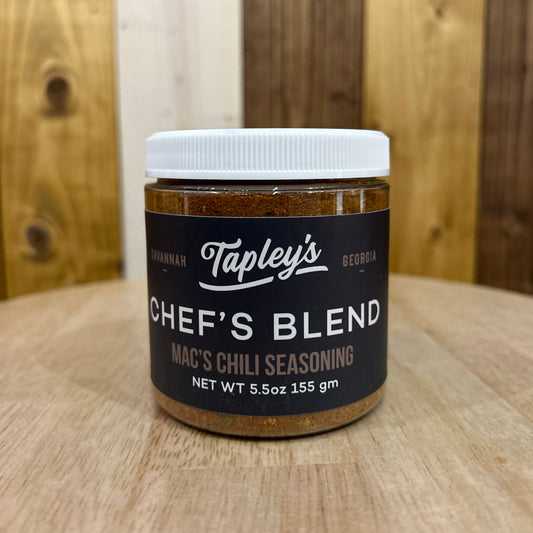 SAVANNAH Tapley's GEORGIA
CHEF'S BLEND
MAC'S CHILI SEASONING
NET WT 5.5oz 155 gm